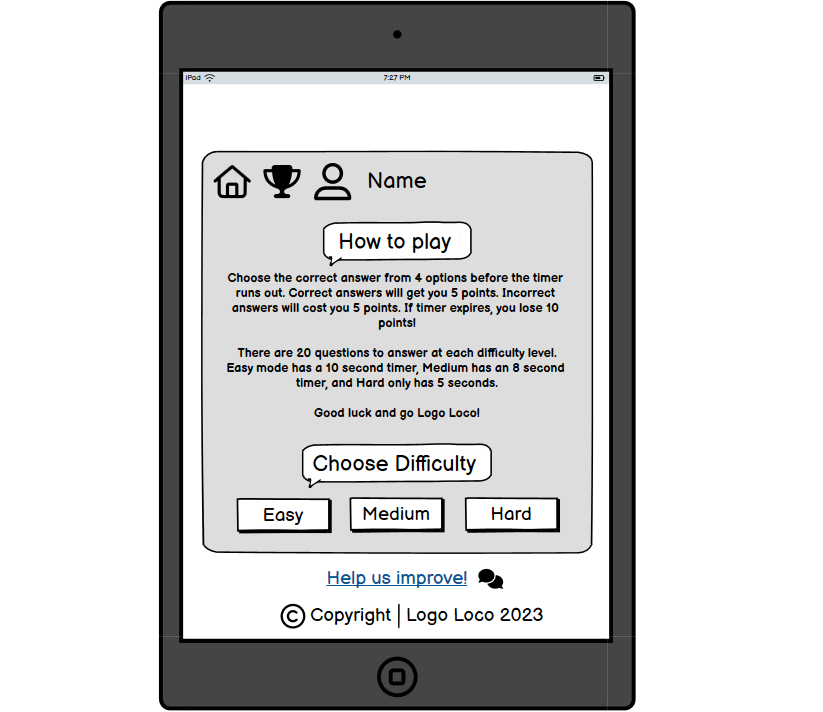 iPod
7:27 PM
Name
How to play
Choose the correct answer from 4 options before the timer
runs out. Correct answers will get you 5 points. Incorrect
answers will cost you 5 points. If timer expires, you lose 10
points!
There are 20 questions to answer at each difficulty level.
Easy mode has a 10 second timer, Medium has an 8 second
timer, and Hard only has 5 seconds.
Good luck and go Logo Loco!
Choose Difficulty
Easy
Medium
Hard
Help us improve!
© Copyright | Logo Loco 2023